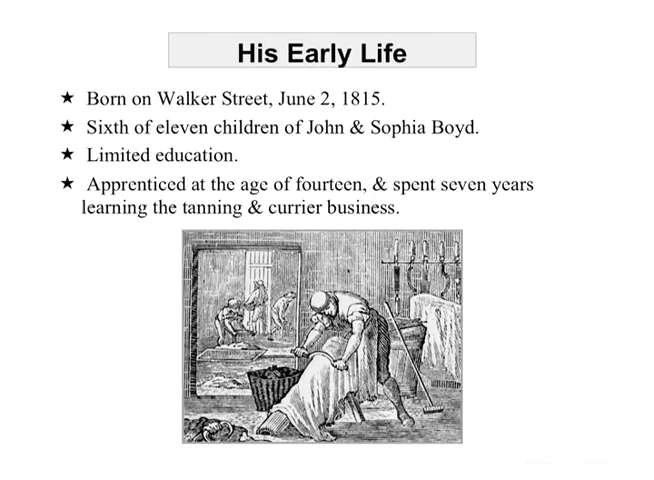 His Early Life
★ Born on Walker Street, June 2, 1815.
★ Sixth of eleven children of John & Sophia Boyd.
★ Limited education.
★ Apprenticed at the age of fourteen, & spent seven years
learning the tanning & currier business.